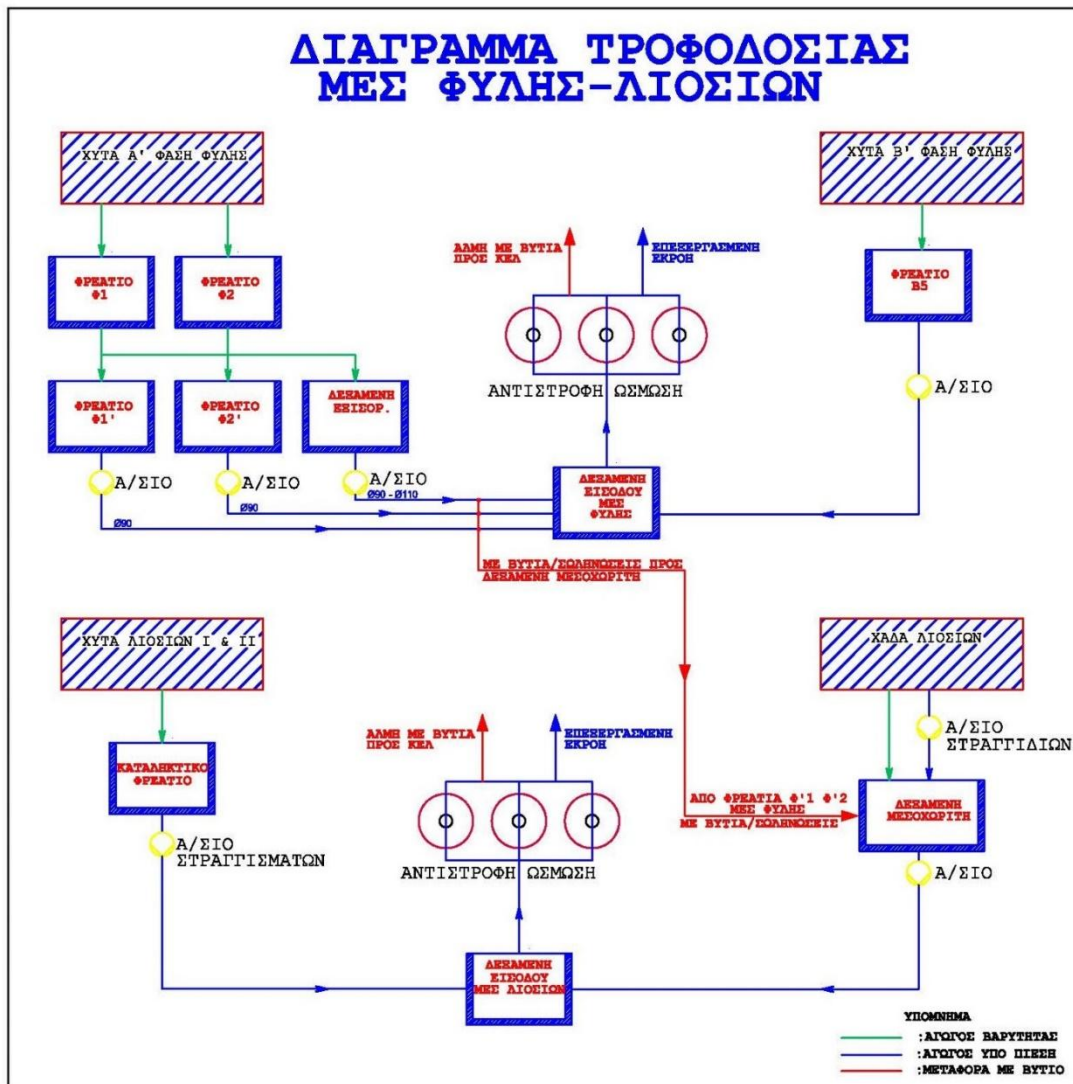 ΔΙΑΓΡΑΜΜΑ ΤΡΟΦΟΔΟΣΙΑΣ
ΜΕΣ ΦΥΛΗΣ-ΛΙΟΣΙΩΝ
ΧΥΤΑ Α' ΦΑΣΗ ΦΥΛΗΣ
ΧΥΤΑ Β' ΦΑΣΗ ΦΥΛΗΣ
ΑΛΜΗ ΜΕ ΒΥΤΙΑ
ΠΡΟΣ ΚΕΛ
ΕΠΕΞΕΡΓΑΣΜΕΝΗ
ΕΚΡΟΗ
ΦΡΕΑΤΙΟ
Φ1
ΦΡΕΑΤΙΟ
Φ2
ΦΡΕΑΤΙΟ
Β5
ΑΝΤΙΣΤΡΟΦΗ ΩΣΜΩΣΗ
Α/ΣΙΟ
ΦΡΕΑΤΙΟ
Φ1'
ΦΡΕΑΤΙΟ
Φ2'
ΔΕΞΑΜΕΝΗ
ΕΞΙΣΟΡ.
Α/ΣΙΟ
Α/ΣΙΟ
Α/ΣΙΟ
Ø90-Ø110
Ø90
Ø90
ΔΕΞΑΜΕΝΗ
ΕΙΣΟΔΟΥ
ΜΕΣ
ΦΥΛΗΣ
ΜΕ ΒΥΤΙΑ/ΣΩΛΗΝΩΣΕΙΣ ΠΡΟΣ
ΔΕΞΑΜΕΝΗ ΜΕΣΟΧΩΡΙΤΗ
ΧΥΤΑ ΛΙΟΣΙΩΝ Ι & ΙΙ
ΧΑΔΑ ΛΙΟΣΙΩΝ
ΑΛΜΗ ΜΕ ΒΥΤΙΑ
ΠΡΟΣ ΚΕΛ
ΕΠΕΞΕΡΓΑΣΜΕΝΗ
ΕΚΡΟΗ
Α/ΣΙΟ
ΣΤΡΑΓΓΙΔΙΩΝ
ΚΑΤΑΛΗΚΤΙΚΟ
ΦΡΕΑΤΙΟ
ΑΠΟ ΦΡΕΑΤΙΑ Φ'1 Φ'2
ΜΕΣ ΦΥΛΗΣ
ΜΕ ΒΥΤΙΑ/ΣΩΛΗΝΩΣΕΙΣ
ΔΕΞΑΜΕΝΗ
ΜΕΣΟΧΩΡΙΤΗ
Α/ΣΙΟ
ΣΤΡΑΓΓΙΣΜΑΤΩΝ
ΑΝΤΙΣΤΡΟΦΗ ΩΣΜΩΣΗ
Α/ΣΙΟ
ΔΕΞΑΜΕΝΗ
ΕΙΣΟΔΟΥ
ΜΕΣ ΛΙΟΣΙΩΝ
ΥΠΟΜΝΗΜΑ
:ΑΓΩΓΟΣ ΒΑΡΥΤΗΤΑΣ
:ΑΓΩΓΟΣ ΥΠΟ ΠΙΕΣΗ
:ΜΕΤΑΦΟΡΑ ΜΕ ΒΥΤΙΟ